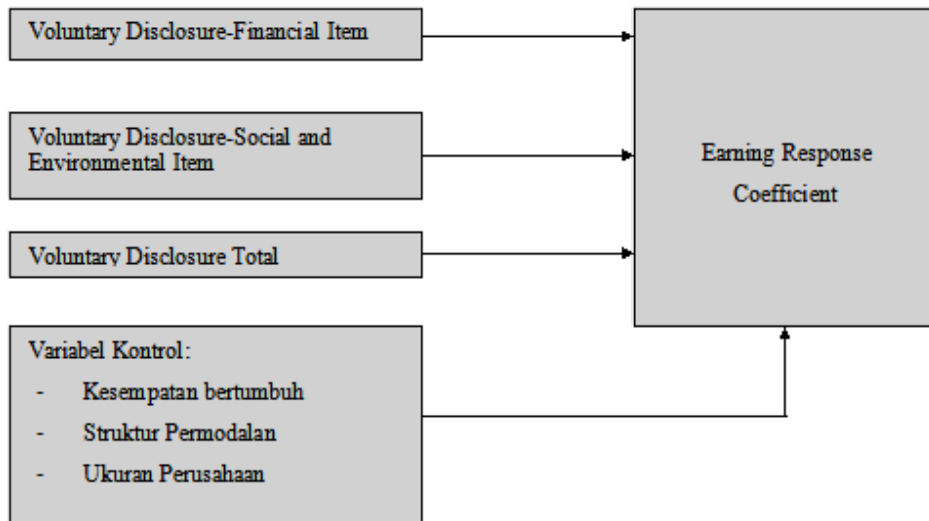 Voluntary Disclosure-Financial Item
Voluntary Disclosure-Social and
Environmental Item
Voluntary Disclosure Total
Variabel Kontrol:
- Kesempatan bertumbuh
- Struktur Permodalan
- Ukuran Perusahaan
Earning Response
Coefficient